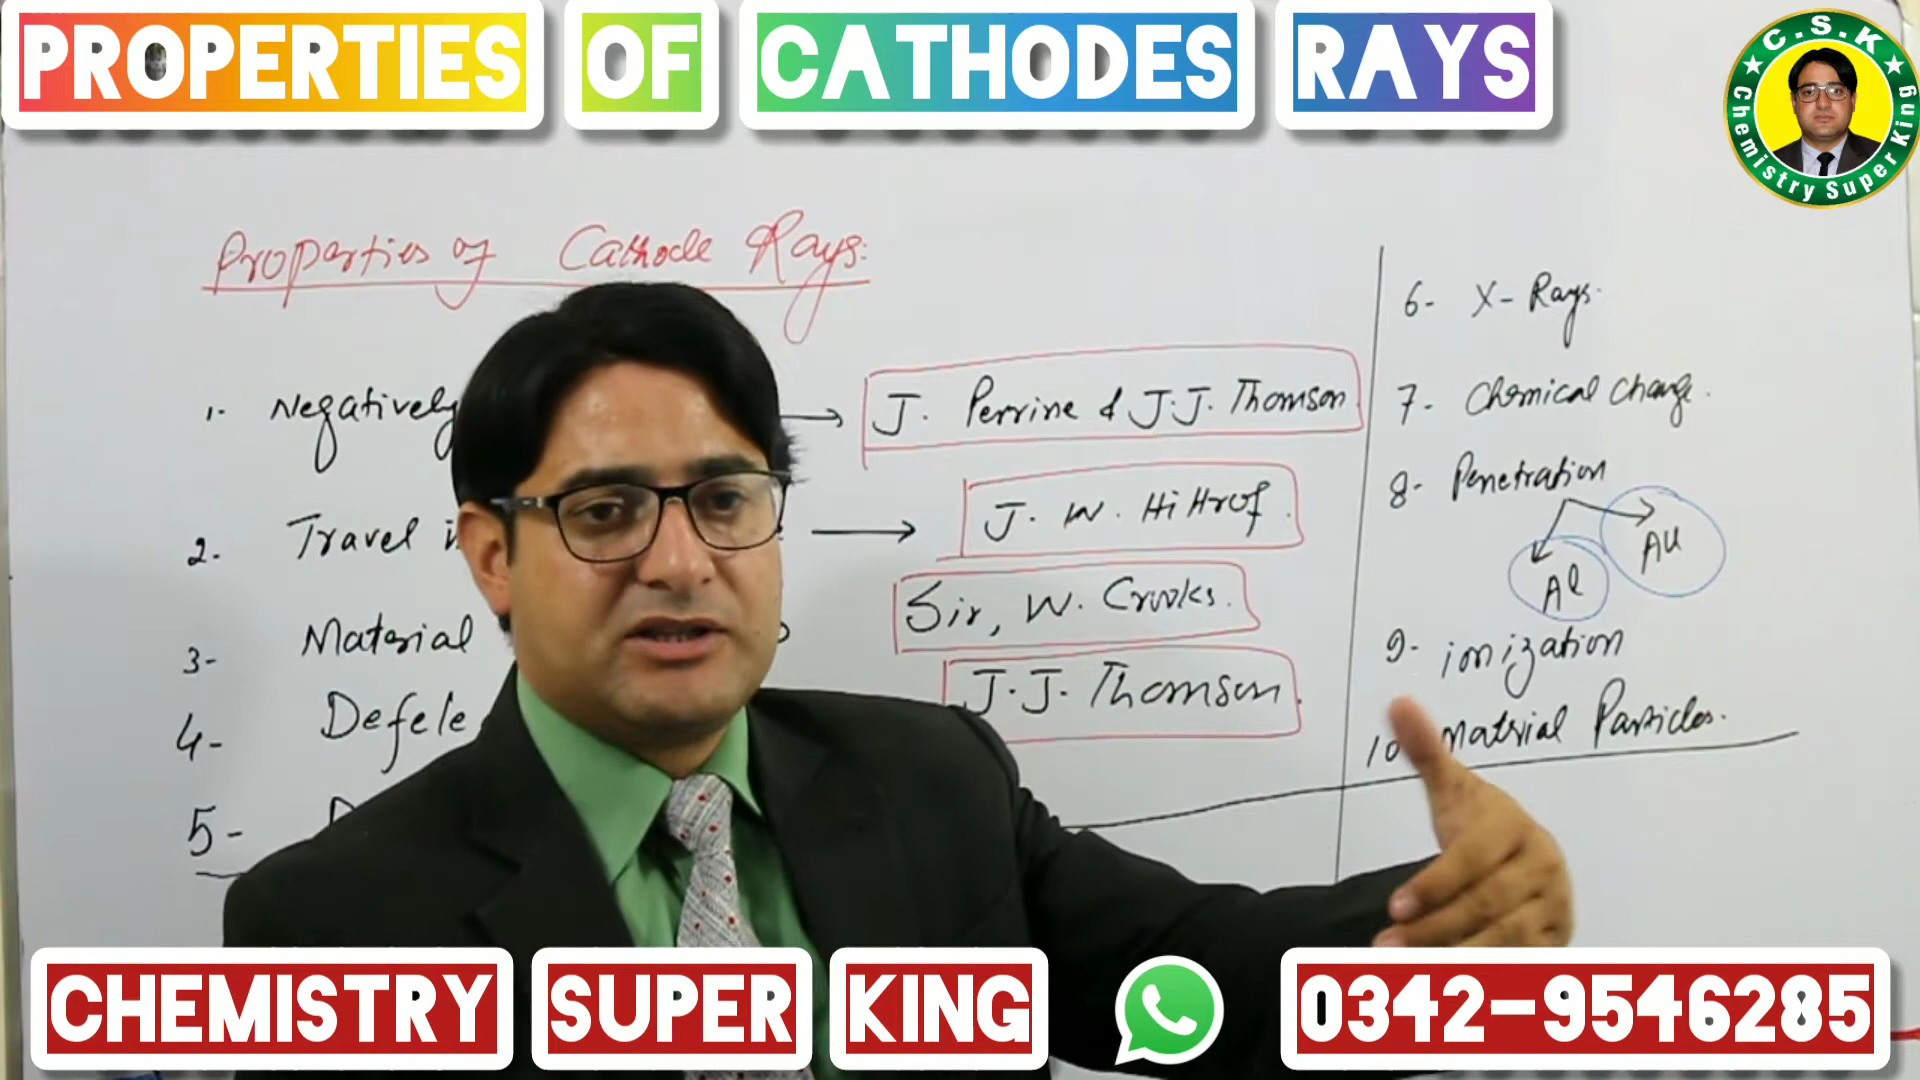 PROPERTIES OF CATHODES RAYS
C.S.K
Chemistry Super King
Properties of Cathode Rays:
1- Negatively → J. Perrine & J.J. Thomson
2- Travel → J. W. Hittrof.
3- Material Sir, W. Crooks.
4- Defele J.J. Thomson
5-
6- X-Rays.
7- Chemical Change.
8- Penetration
Al Au
9- ionization
10 Material Particles.
CHEMISTRY SUPER KING 0342-9546285